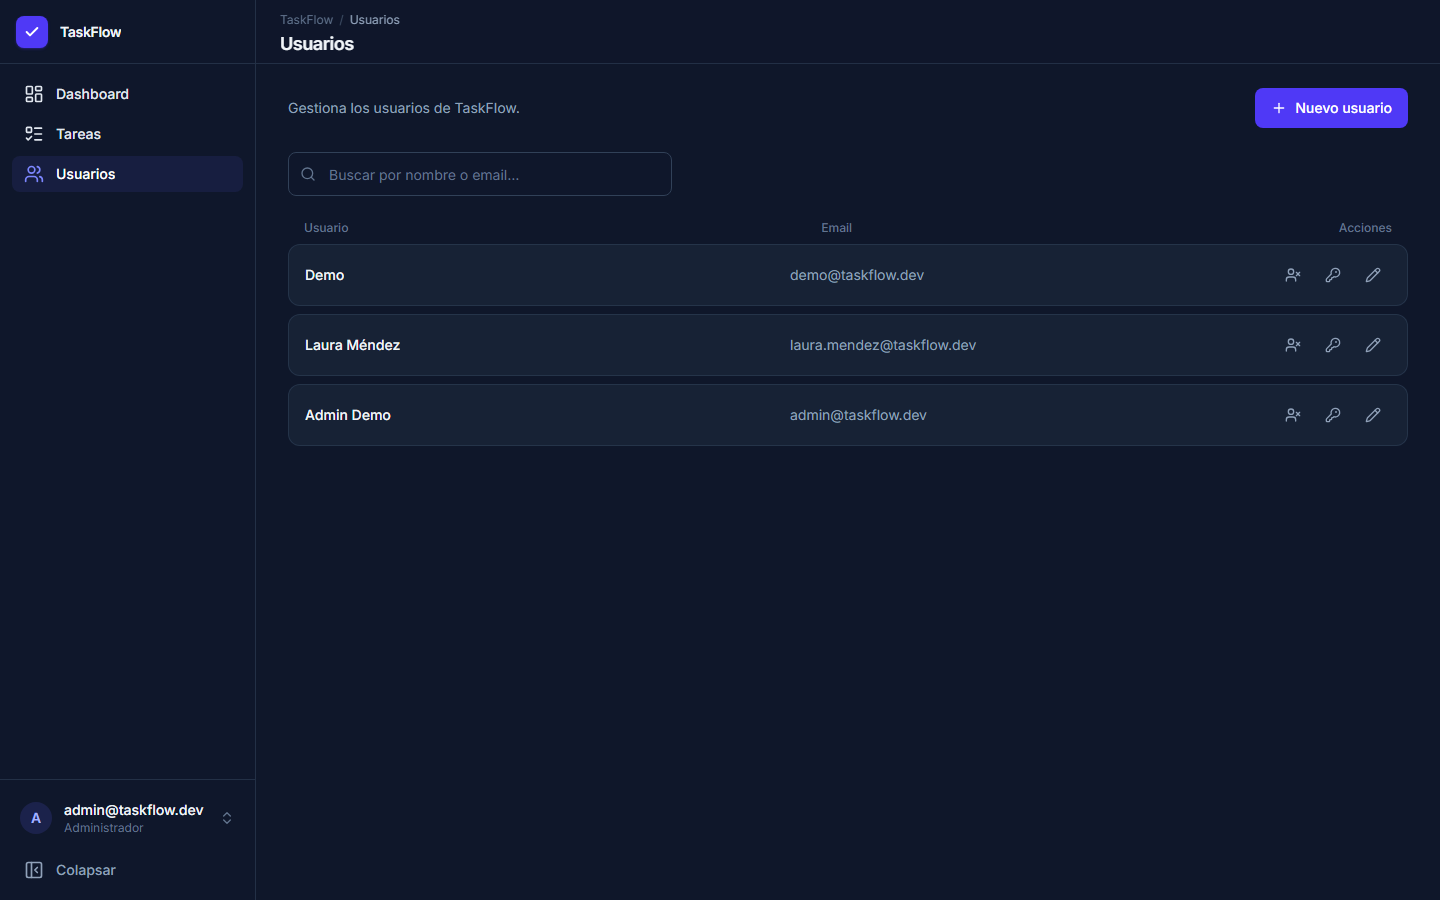 TaskFlow
TaskFlow / Usuarios
Usuarios
Dashboard
Tareas
Usuarios
Gestiona los usuarios de TaskFlow.
Nuevo usuario
Buscar por nombre o email...
Usuario Email Acciones
Demo demo@taskflow.dev
Laura Méndez laura.mendez@taskflow.dev
Admin Demo admin@taskflow.dev
A
admin@taskflow.dev
Administrador
Colapsar